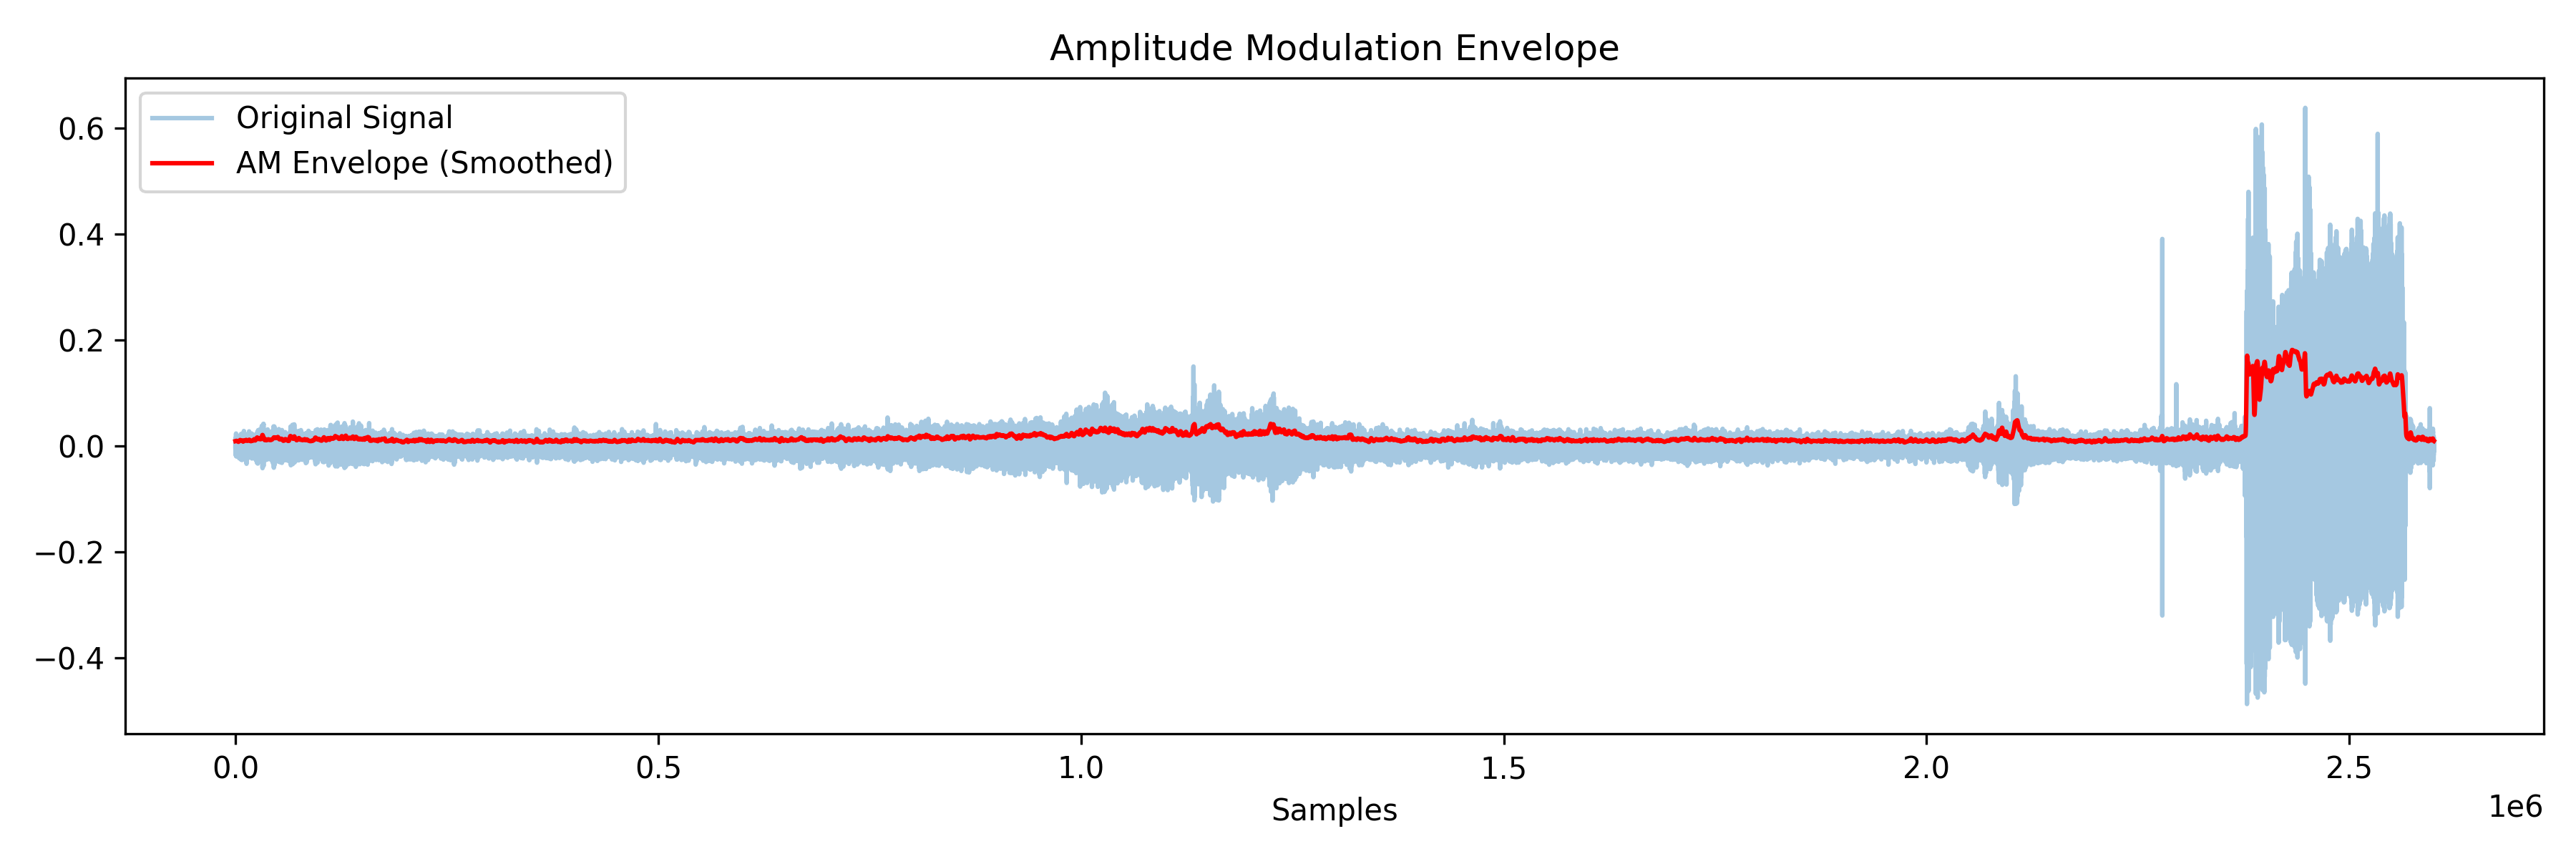 Amplitude Modulation Envelope
Original Signal
AM Envelope (Smoothed)
0.6
0.4
0.2
0.0
−0.2
−0.4
0.0 0.5 1.0 1.5 2.0 2.5
1e6
Samples